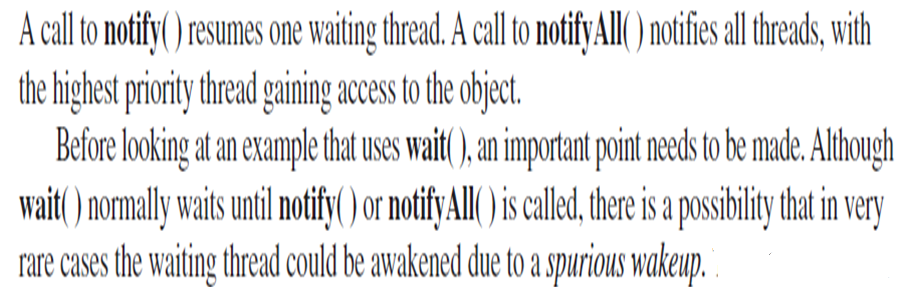 A call to notify( ) resumes one waiting thread. A call to notifyAll( ) notifies all threads, with
the highest priority thread gaining access to the object.
Before looking at an example that uses wait( ), an important point needs to be made. Although
wait( ) normally waits until notify( ) or notifyAll( ) is called, there is a possibility that in very
rare cases the waiting thread could be awakened due to a spurious wakeup.